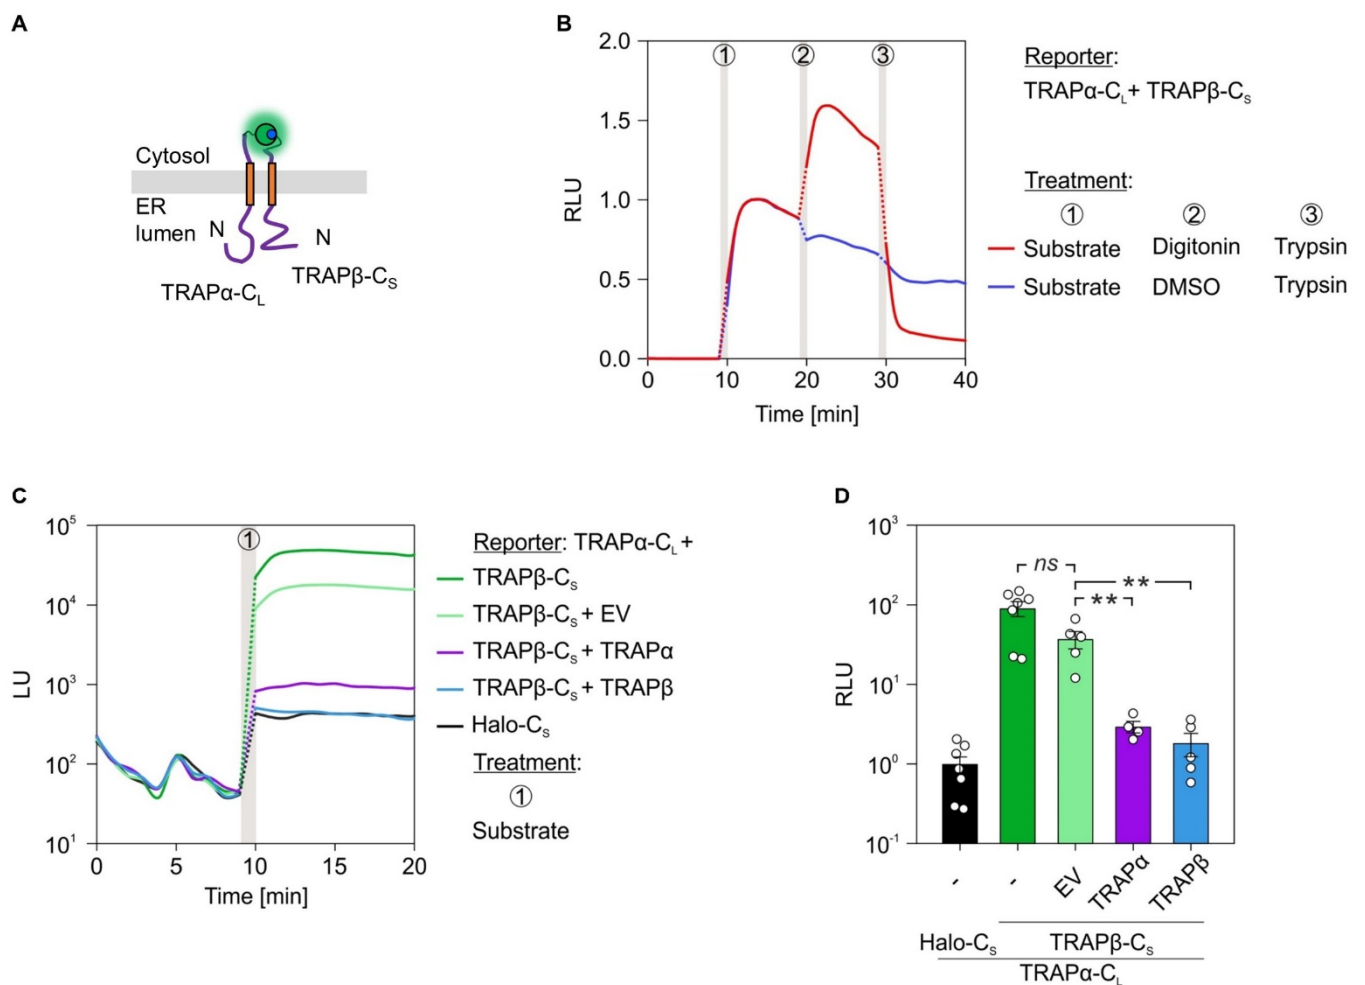 A
Cytosol
ER
lumen
N
N
TRAPα-C_L
TRAPβ-C_S
B
2.0
1.5
1.0
0.5
0.0
RLU
0 10 20 30 40
Time [min]
① ② ③
Reporter:
TRAPα-C_L + TRAPβ-C_S
Treatment:
① ② ③
Substrate Digitonin Trypsin
Substrate DMSO Trypsin
C
10^5
10^4
10^3
10^2
10^1
LU
①
0 5 10 15 20
Time [min]
Reporter: TRAPα-C_L +
TRAPβ-C_S
TRAPβ-C_S + EV
TRAPβ-C_S + TRAPα
TRAPβ-C_S + TRAPβ
Halo-C_S
Treatment:
①
Substrate
D
10^3
10^2
10^1
10^0
10^-1
RLU
ns
**
**
- - EV TRAPα TRAPβ
Halo-C_S TRAPβ-C_S
TRAPα-C_L